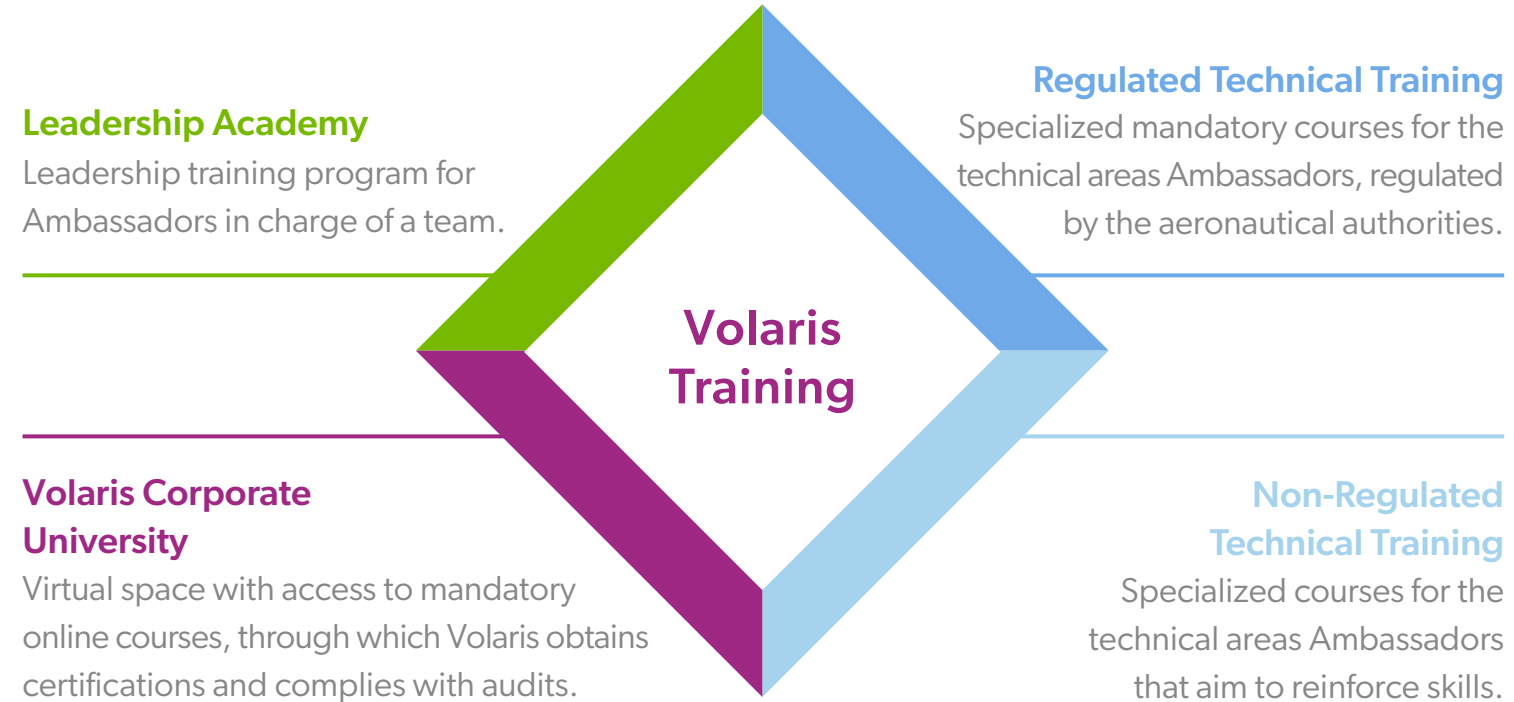 Leadership Academy
Leadership training program for
Ambassadors in charge of a team.
Regulated Technical Training
Specialized mandatory courses for the
technical areas Ambassadors, regulated
by the aeronautical authorities.
Volaris
Training
Volaris Corporate
University
Virtual space with access to mandatory
online courses, through which Volaris obtains
certifications and complies with audits.
Non-Regulated
Technical Training
Specialized courses for the
technical areas Ambassadors
that aim to reinforce skills.